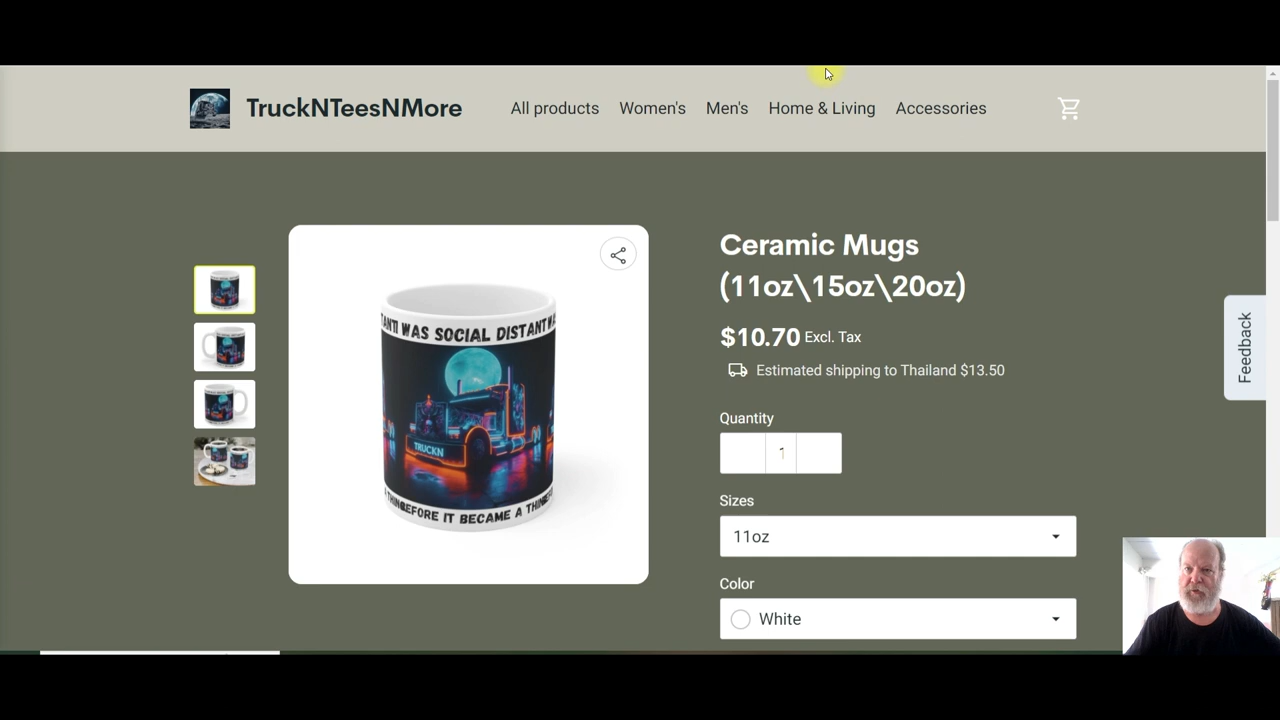 TruckNTeesNMore
All products Women's Men's Home & Living Accessories
Ceramic Mugs
(11oz\15oz\20oz)
$10.70 Excl. Tax
Estimated shipping to Thailand $13.50
Quantity
1
Sizes
11oz
Color
White
Feedback
WAS SOCIAL DISTANT
TRUCKN
BEFORE IT BECAME A THING